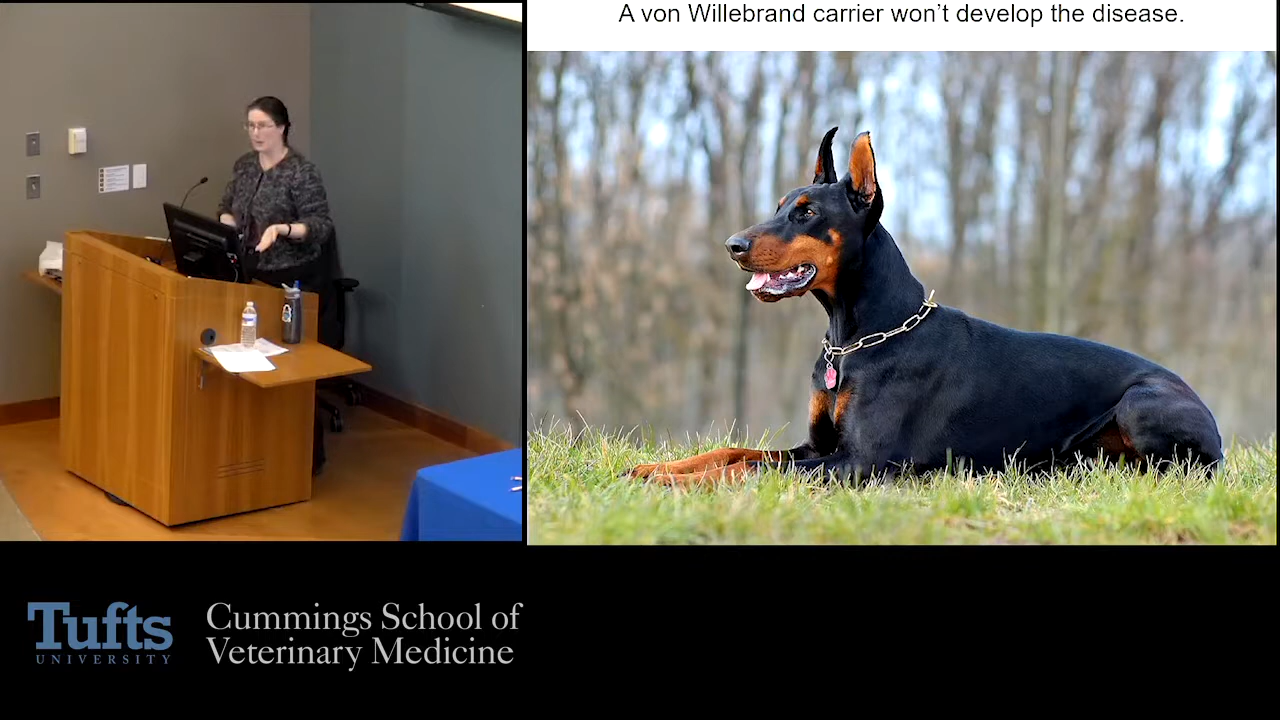 A von Willebrand carrier won't develop the disease.
Tufts
UNIVERSITY
Cummings School of
Veterinary Medicine